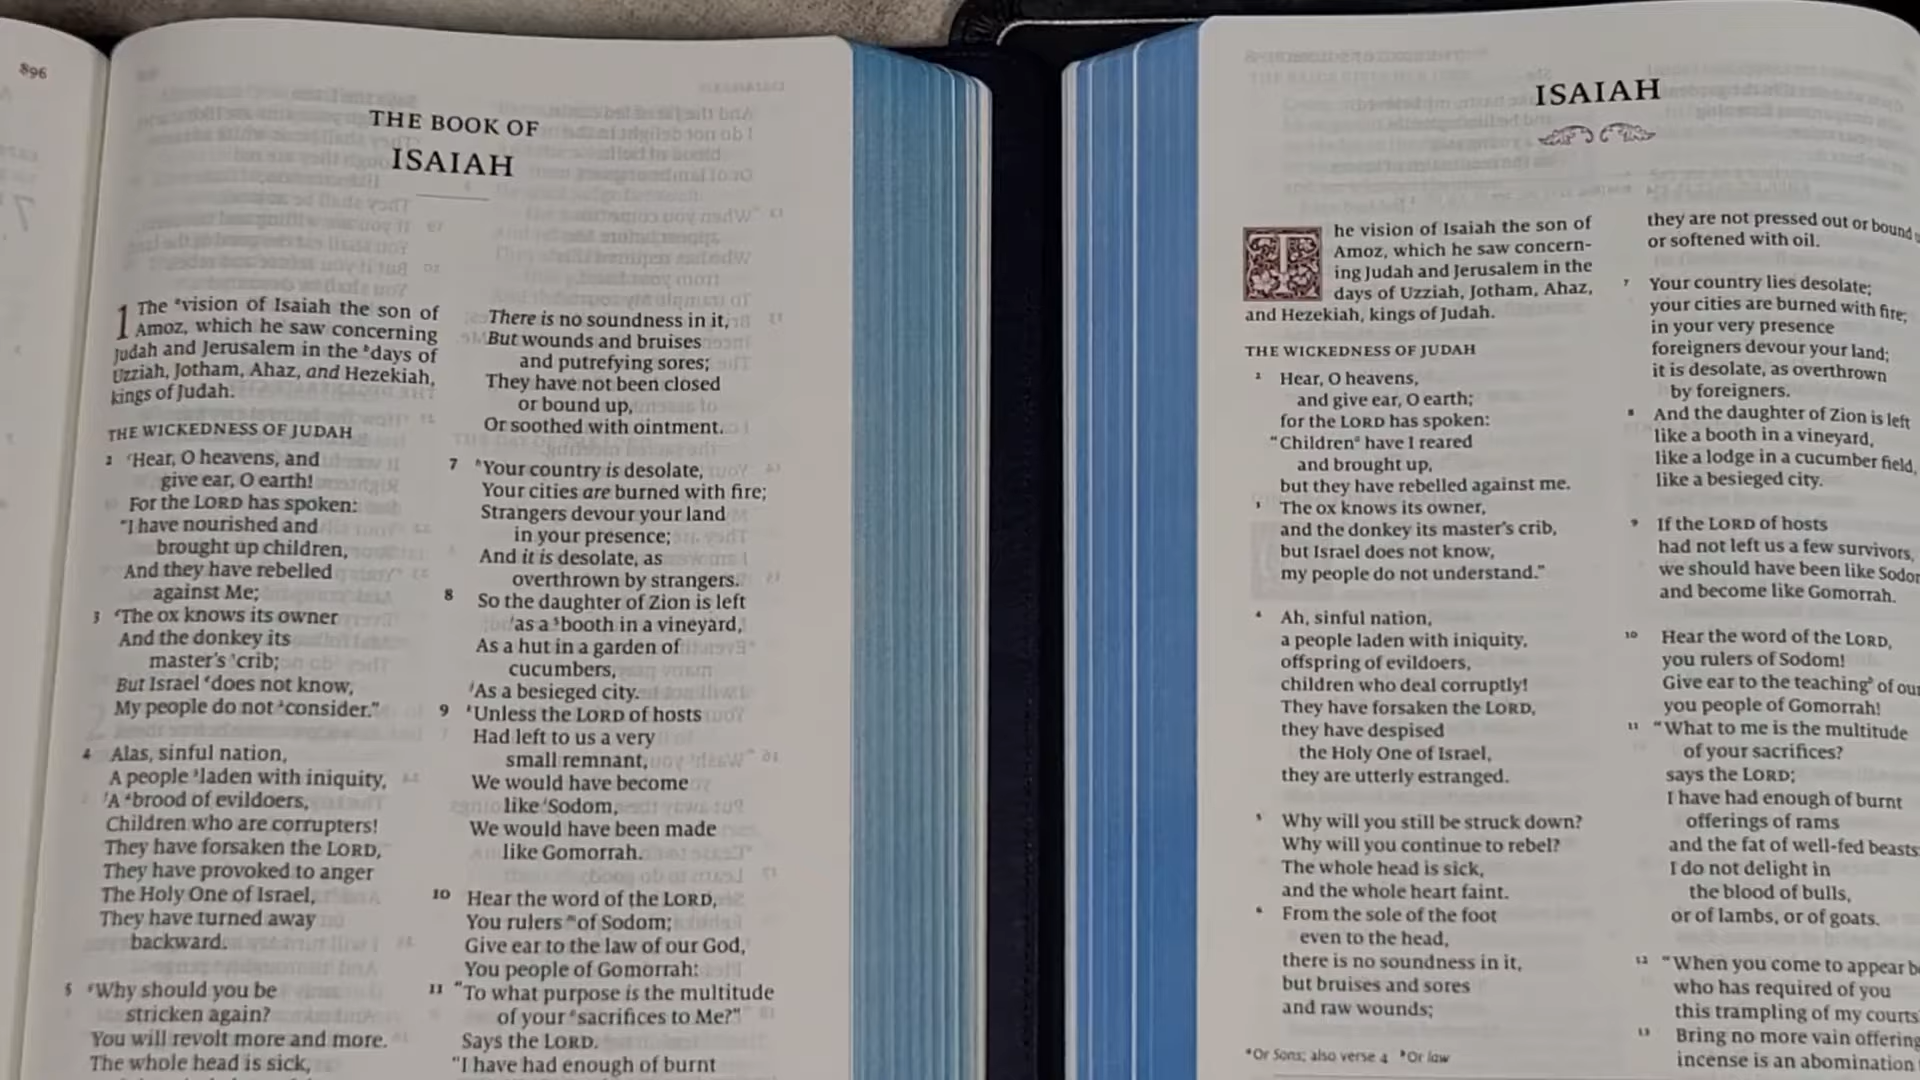 896
THE BOOK OF
ISAIAH
1 The ᵃvision of Isaiah the son of
Amoz, which he saw concerning
Judah and Jerusalem in the ᵇdays of
Uzziah, Jotham, Ahaz, and Hezekiah,
kings of Judah.
THE WICKEDNESS OF JUDAH
2 Hear, O heavens, and
give ear, O earth!
For the LORD has spoken:
“I have nourished and
brought up children,
And they have rebelled
against Me;
3 The ox knows its owner
And the donkey its
master’s crib;
But Israel does not know,
My people do not consider.”
4 Alas, sinful nation,
A people laden with iniquity,
A brood of evildoers,
Children who are corrupters!
They have forsaken the LORD,
They have provoked to anger
The Holy One of Israel,
They have turned away
backward.
5 Why should you be
stricken again?
You will revolt more and more.
The whole head is sick,
There is no soundness in it,
But wounds and bruises
and putrefying sores;
They have not been closed
or bound up,
Or soothed with ointment.
7 Your country is desolate,
Your cities are burned with fire;
Strangers devour your land
in your presence;
And it is desolate, as
overthrown by strangers.
8 So the daughter of Zion is left
as a booth in a vineyard,
As a hut in a garden of
cucumbers,
As a besieged city.
9 Unless the LORD of hosts
Had left to us a very
small remnant,
We would have become
like Sodom,
We would have been made
like Gomorrah.
10 Hear the word of the LORD,
You rulers of Sodom;
Give ear to the law of our God,
You people of Gomorrah:
11 “To what purpose is the multitude
of your sacrifices to Me?”
Says the LORD.
“I have had enough of burnt
ISAIAH
The vision of Isaiah the son of
Amoz, which he saw concern-
ing Judah and Jerusalem in the
days of Uzziah, Jotham, Ahaz,
and Hezekiah, kings of Judah.
THE WICKEDNESS OF JUDAH
2 Hear, O heavens,
and give ear, O earth;
for the LORD has spoken:
“Childrenᵃ have I reared
and brought up,
but they have rebelled against me.
3 The ox knows its owner,
and the donkey its master’s crib,
but Israel does not know,
my people do not understand.”
4 Ah, sinful nation,
a people laden with iniquity,
offspring of evildoers,
children who deal corruptly!
They have forsaken the LORD,
they have despised
the Holy One of Israel,
they are utterly estranged.
5 Why will you still be struck down?
Why will you continue to rebel?
The whole head is sick,
and the whole heart faint.
6 From the sole of the foot
even to the head,
there is no soundness in it,
but bruises and sores
and raw wounds;
ᵃOr Sons; also verse 4 ᵇOr law
they are not pressed out or bound
or softened with oil.
7 Your country lies desolate;
your cities are burned with fire;
in your very presence
foreigners devour your land;
it is desolate, as overthrown
by foreigners.
8 And the daughter of Zion is left
like a booth in a vineyard,
like a lodge in a cucumber field,
like a besieged city.
9 If the LORD of hosts
had not left us a few survivors,
we should have been like Sodom
and become like Gomorrah.
10 Hear the word of the LORD,
you rulers of Sodom!
Give ear to the teachingᵇ of our
you people of Gomorrah!
11 “What to me is the multitude
of your sacrifices?
says the LORD;
I have had enough of burnt
offerings of rams
and the fat of well-fed beasts
I do not delight in
the blood of bulls,
or of lambs, or of goats.
12 “When you come to appear
who has required of you
this trampling of my courts
13 Bring no more vain offering
incense is an abomination